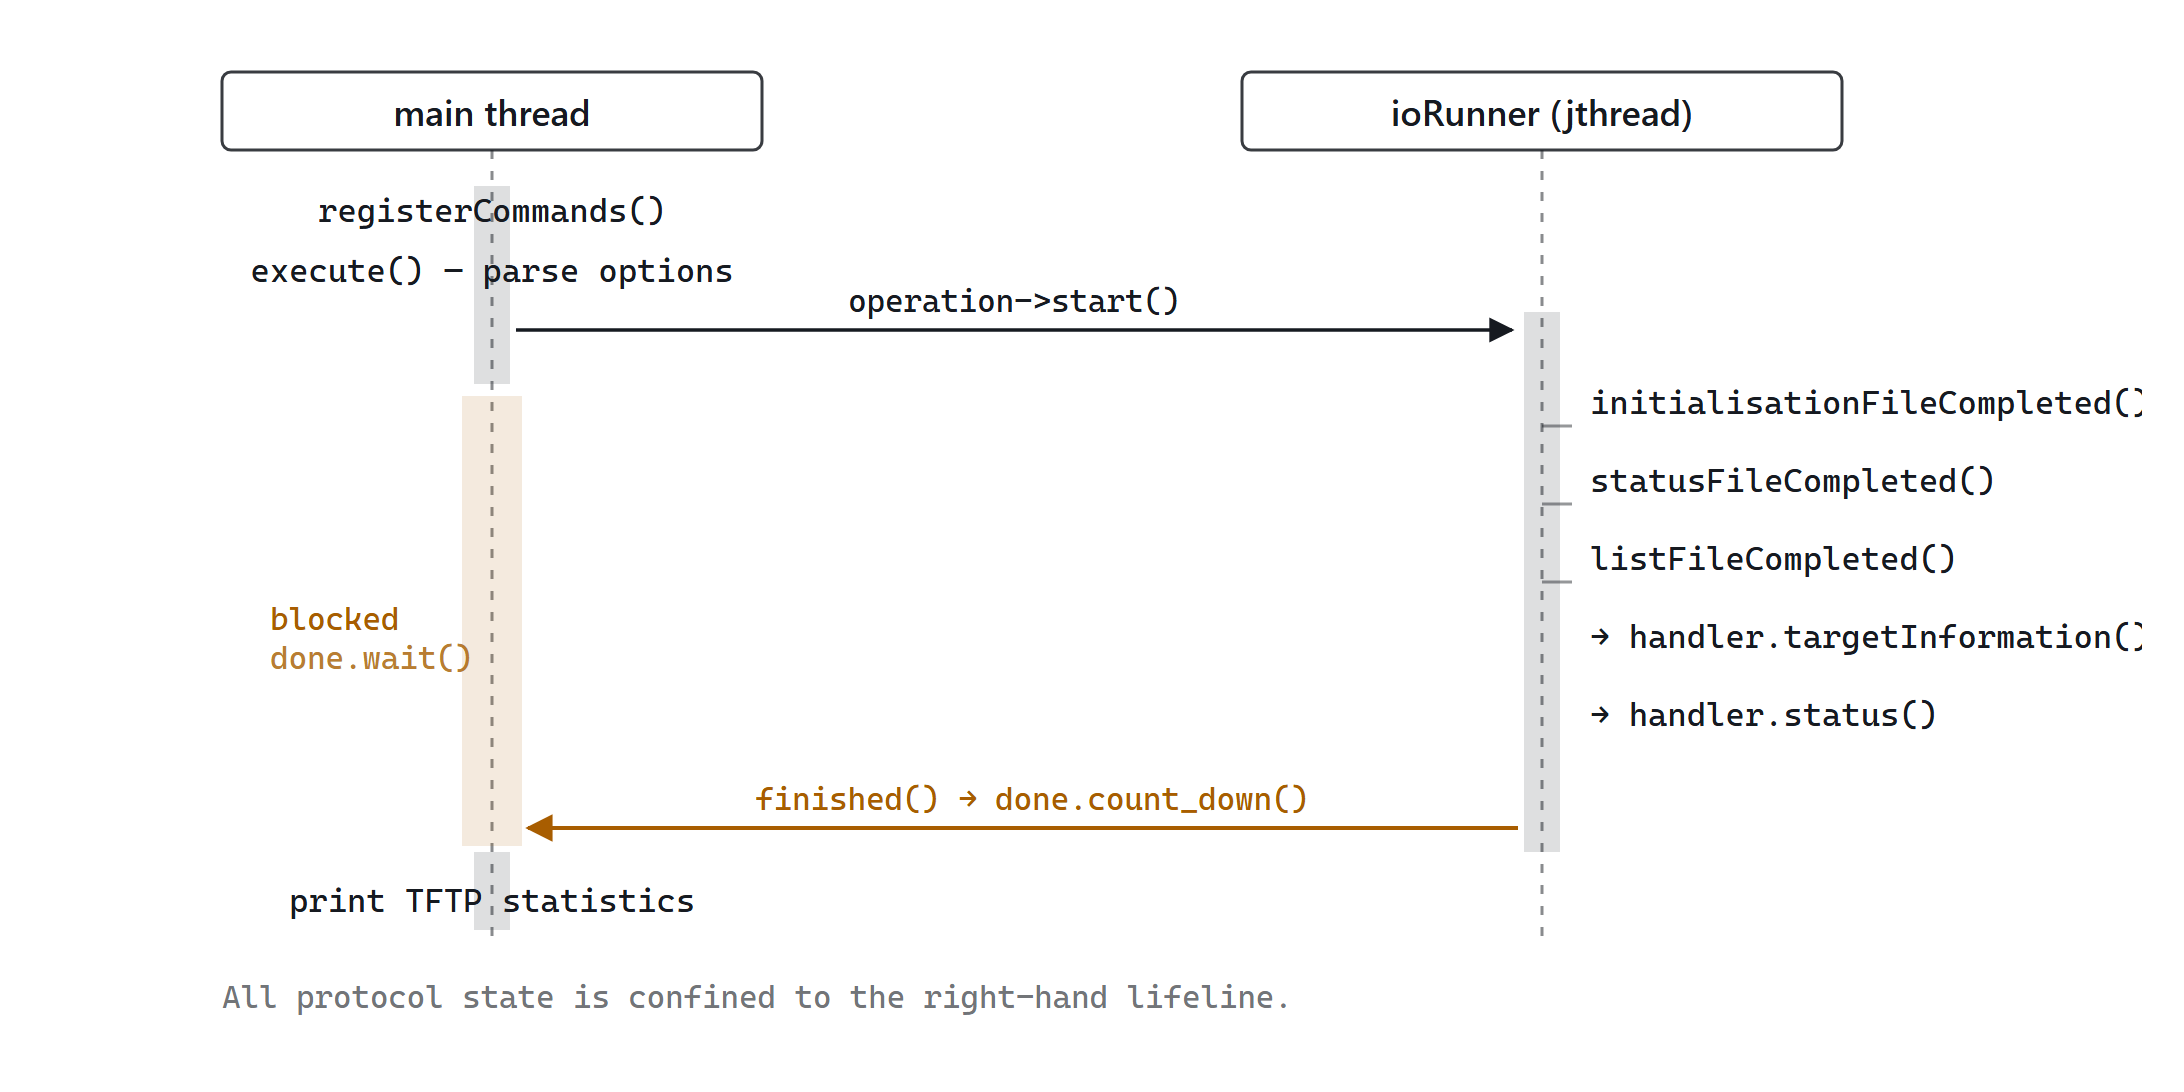 main thread
ioRunner (jthread)
registerCommands()
execute() — parse options
operation->start()
initialisationFileCompleted()
statusFileCompleted()
listFileCompleted()
→ handler.targetInformation()
→ handler.status()
blocked
done.wait()
finished() → done.count_down()
print TFTP statistics
All protocol state is confined to the right-hand lifeline.